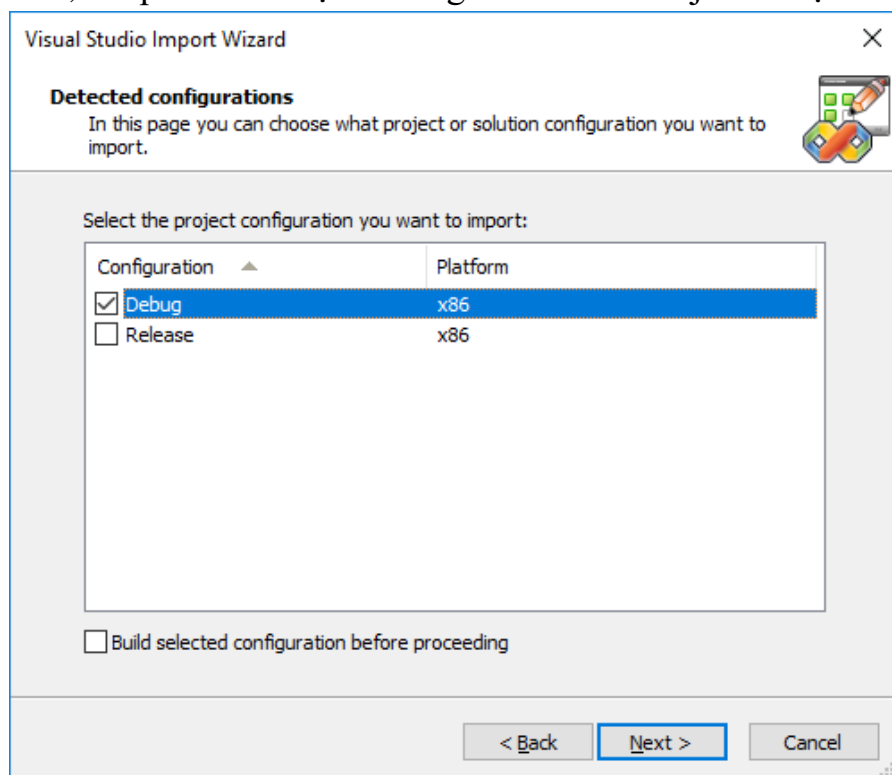 Visual Studio Import Wizard
Detected configurations
In this page you can choose what project or solution configuration you want to
import.
Select the project configuration you want to import:
Configuration Platform
Debug x86
Release x86
Build selected configuration before proceeding
< Back Next > Cancel